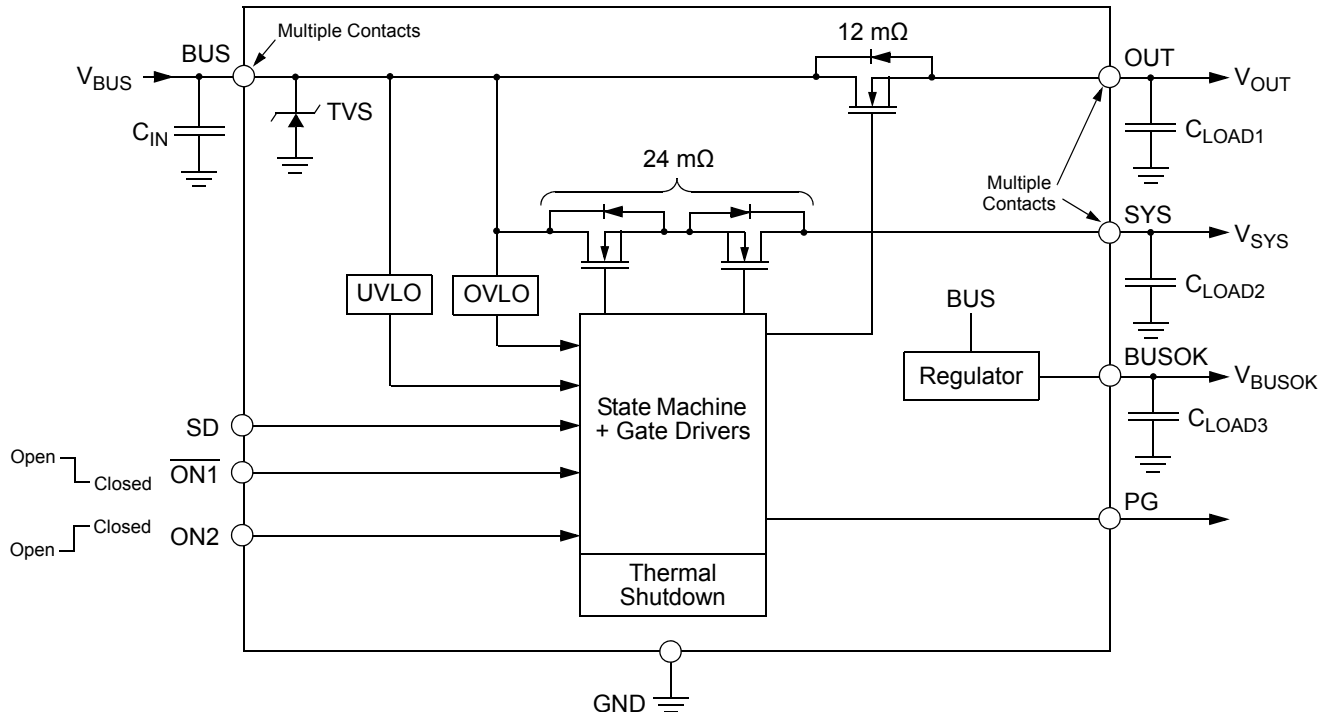 BUS
Multiple Contacts
12 mΩ
OUT
V_BUS
V_OUT
TVS
C_IN
C_LOAD1
24 mΩ
Multiple
Contacts
SYS
V_SYS
UVLO
OVLO
BUS
C_LOAD2
BUSOK
Regulator
V_BUSOK
State Machine
+ Gate Drivers
C_LOAD3
SD
Open
Closed
O̅N̅1̅
Closed
Open
ON2
PG
Thermal
Shutdown
GND